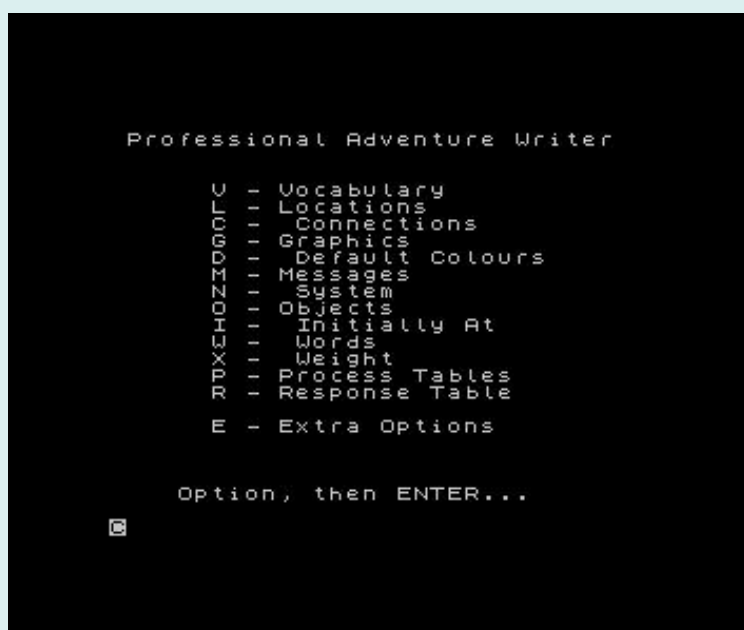 Professional Adventure Writer
V - Vocabulary
L - Locations
C - Connections
G - Graphics
D - Default Colours
M - Messages
N - System
O - Objects
I - Initially At
W - Words
X - Weight
P - Process Tables
R - Response Table
E - Extra Options
Option, then ENTER...
C